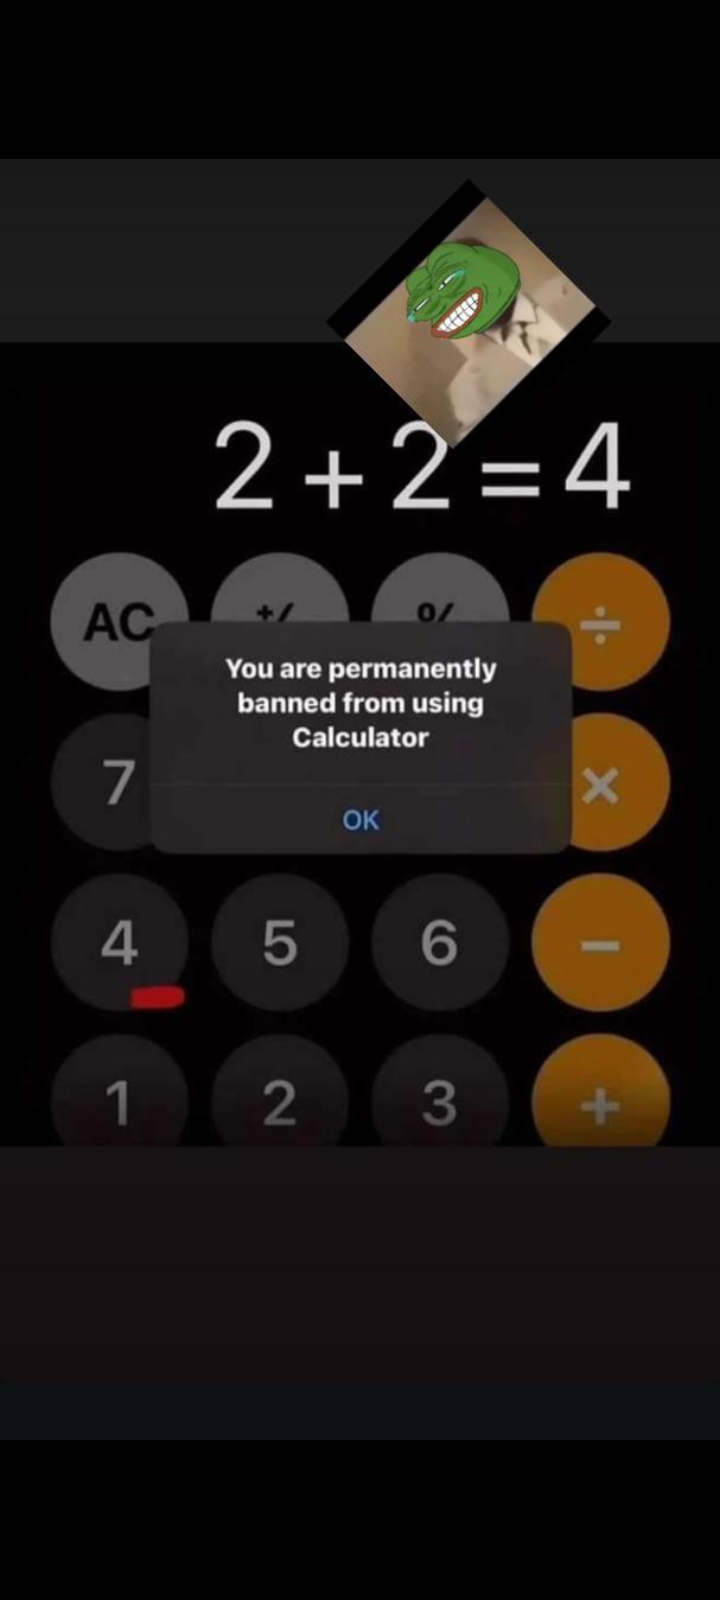 2+2=4
AC +/ %÷
You are permanently
banned from using
Calculator
7 ×
OK
4 5 6 −
1 2 3 +